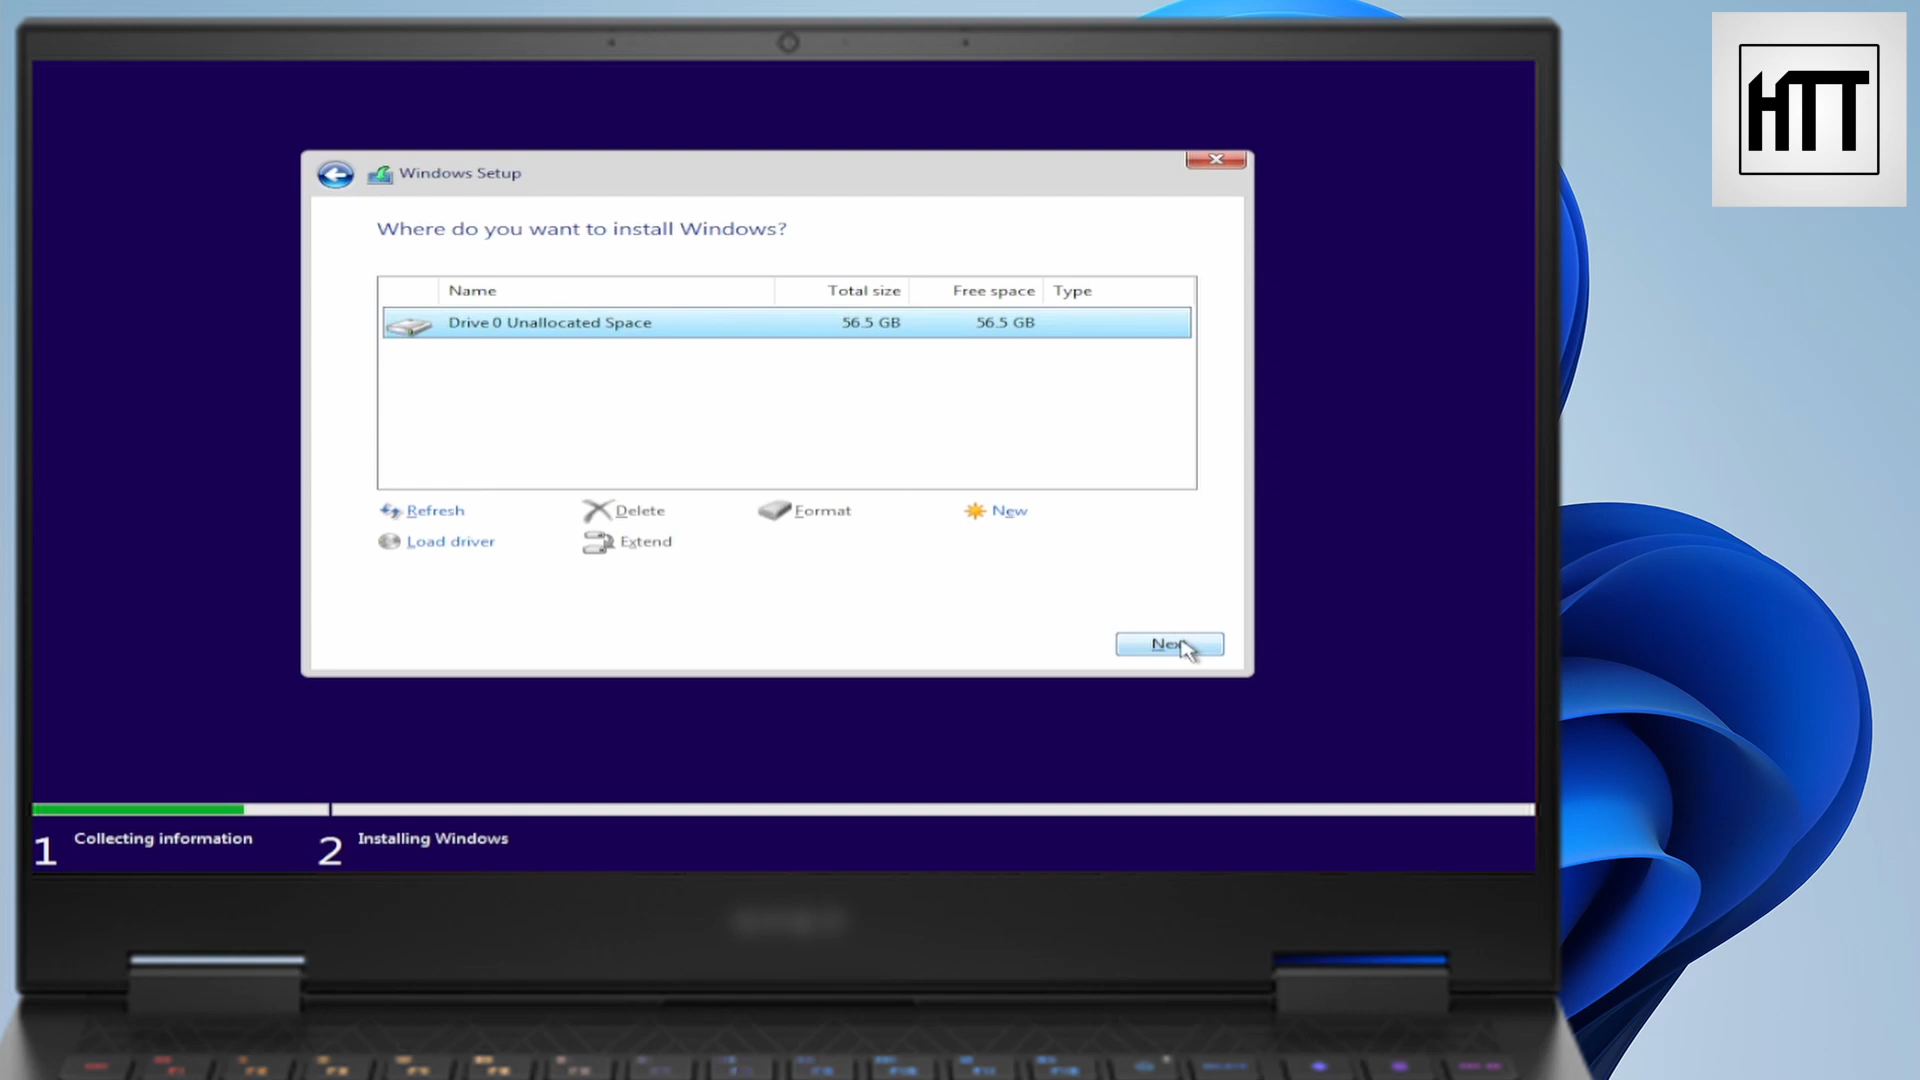 HTT
Windows Setup
Where do you want to install Windows?
Name Total size Free space Type
Drive 0 Unallocated Space 56.5 GB 56.5 GB
Refresh Delete Format New
Load driver Extend
Next
1 Collecting information 2 Installing Windows